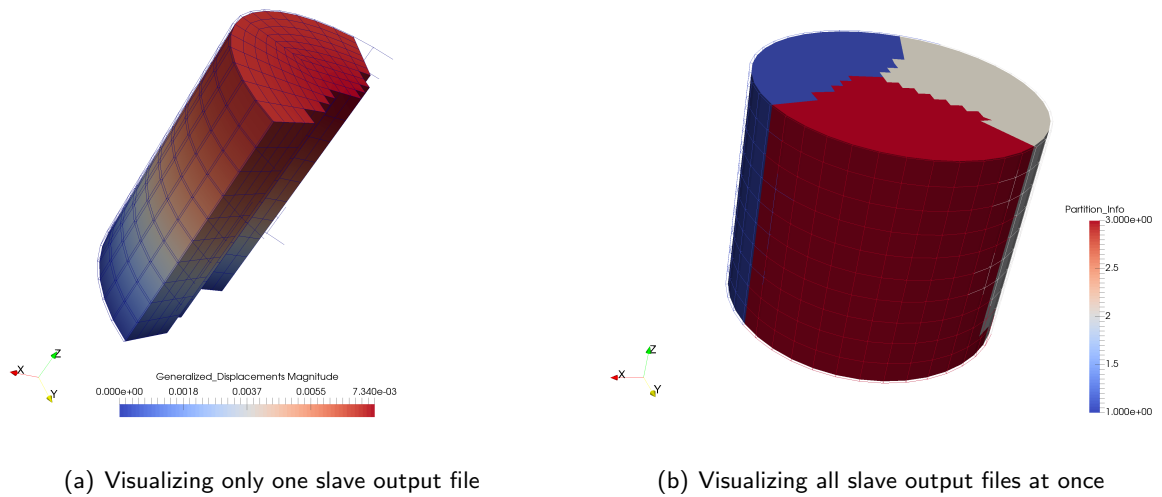 Z
X
Y
Generalized_Displacements Magnitude
0.000e+00 0.0018 0.0037 0.0055 7.340e-03
(a) Visualizing only one slave output file
Z
X
Y
Partition_Info
3.000e+00
2.5
2
1.5
1.000e+00
(b) Visualizing all slave output files at once